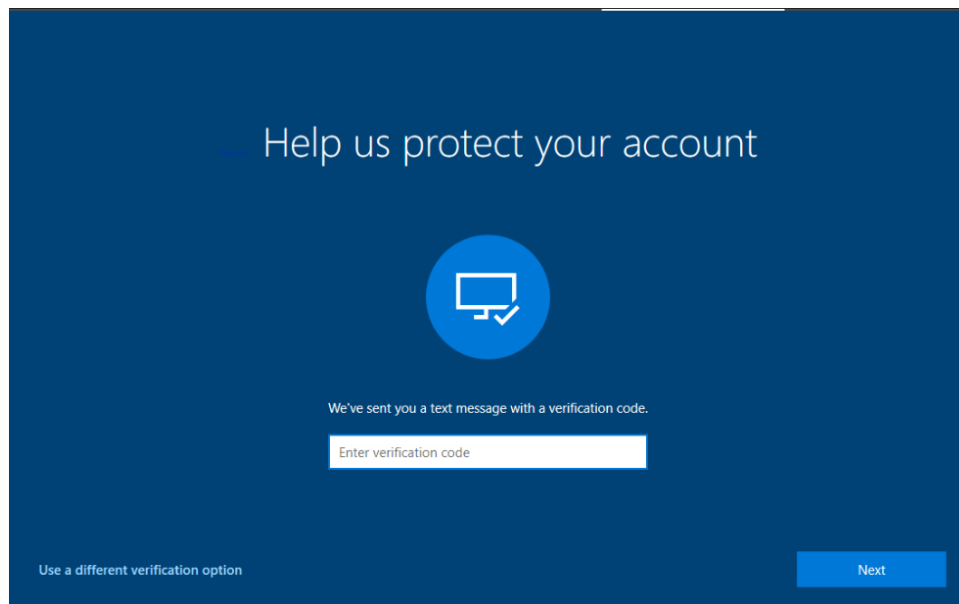 Help us protect your account
We've sent you a text message with a verification code.
Enter verification code
Use a different verification option
Next